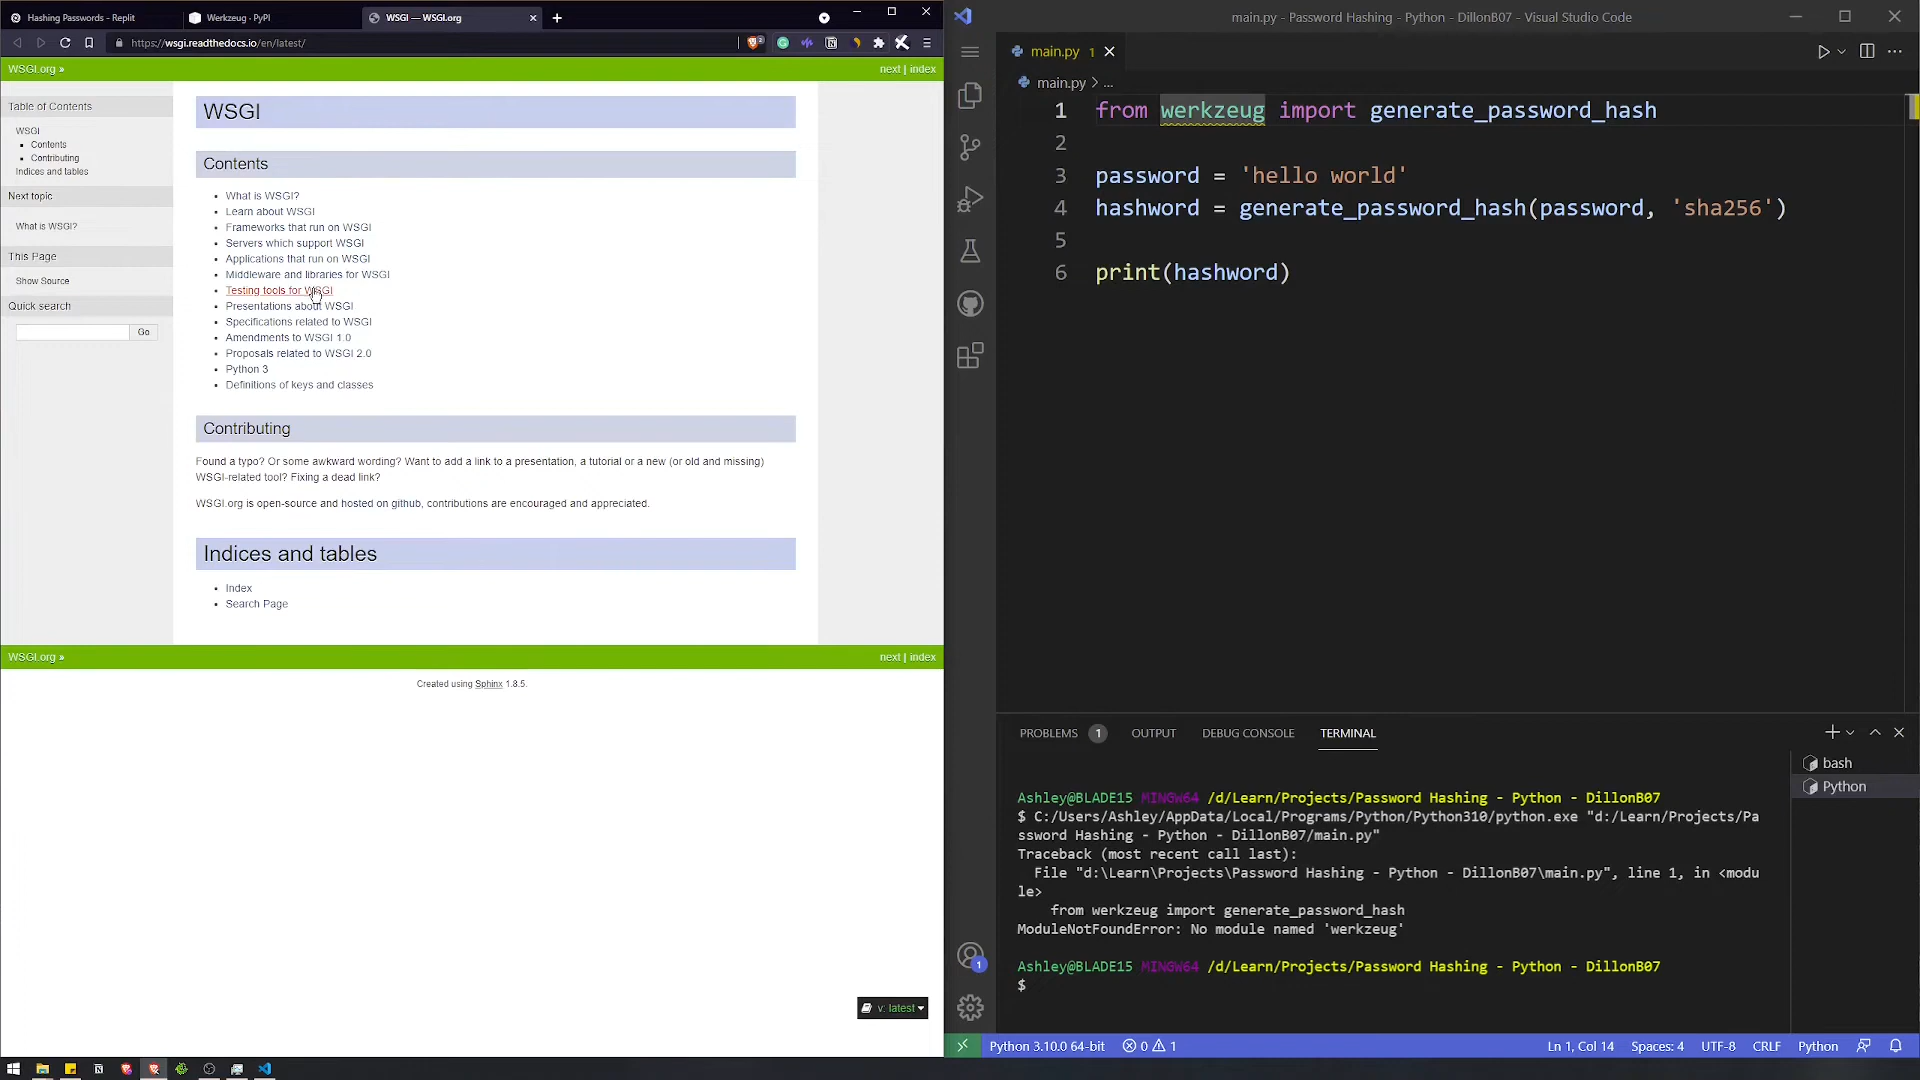 Hashing Passwords - Replit
Werkzeug · PyPI
WSGI — WSGI.org
https://wsgi.readthedocs.io/en/latest/
WSGI.org »
next | index
Table of Contents
WSGI
Contents
Contributing
Indices and tables
Next topic
What is WSGI?
This Page
Show Source
Quick search
Go
WSGI
Contents
What is WSGI?
Learn about WSGI
Frameworks that run on WSGI
Servers which support WSGI
Applications that run on WSGI
Middleware and libraries for WSGI
Testing tools for WSGI
Presentations about WSGI
Specifications related to WSGI
Amendments to WSGI 1.0
Proposals related to WSGI 2.0
Python 3
Definitions of keys and classes
Contributing
Found a typo? Or some awkward wording? Want to add a link to a presentation, a tutorial or a new (or old and missing)
WSGI-related tool? Fixing a dead link?
WSGI.org is open-source and hosted on github, contributions are encouraged and appreciated.
Indices and tables
Index
Search Page
WSGI.org »
next | index
Created using Sphinx 1.8.5.
v: latest
main.py - Password Hashing - Python - DillonB07 - Visual Studio Code
main.py 1
main.py > ...
1 from werkzeug import generate_password_hash
2
3 password = 'hello world'
4 hashword = generate_password_hash(password, 'sha256')
5
6 print(hashword)
PROBLEMS 1 OUTPUT DEBUG CONSOLE TERMINAL
bash
Python
Ashley@BLADE15 MINGW64 /d/Learn/Projects/Password Hashing - Python - DillonB07
$ C:/Users/Ashley/AppData/Local/Programs/Python/Python310/python.exe "d:/Learn/Projects/Pa
ssword Hashing - Python - DillonB07/main.py"
Traceback (most recent call last):
File "d:\Learn\Projects\Password Hashing - Python - DillonB07\main.py", line 1, in <modu
le>
from werkzeug import generate_password_hash
ModuleNotFoundError: No module named 'werkzeug'
Ashley@BLADE15 MINGW64 /d/Learn/Projects/Password Hashing - Python - DillonB07
$
1
Python 3.10.0 64-bit 0 1 Ln 1, Col 14 Spaces: 4 UTF-8 CRLF Python